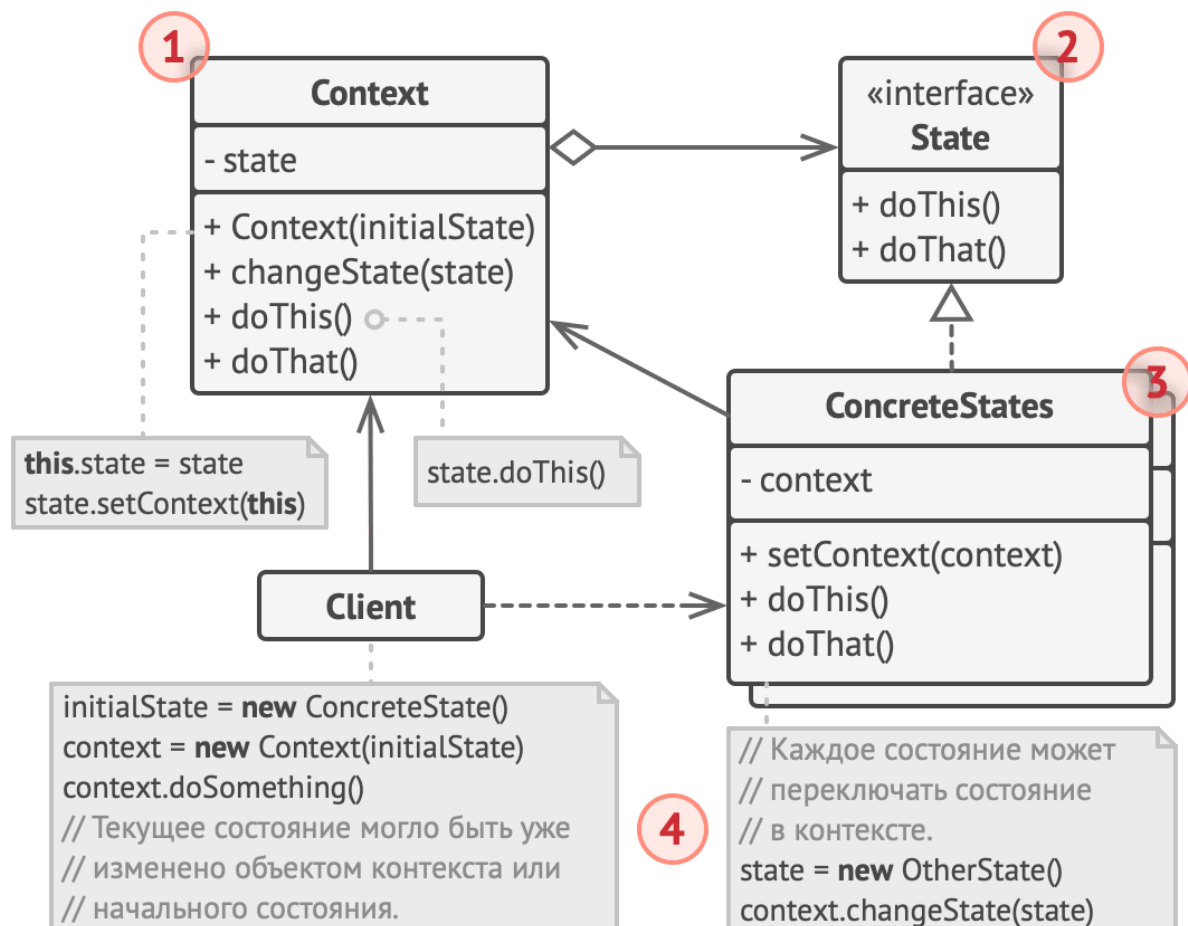 1
Context
- state
+ Context(initialState)
+ changeState(state)
+ doThis()
+ doThat()
2
«interface»
State
+ doThis()
+ doThat()
this.state = state
state.setContext(this)
state.doThis()
3
ConcreteStates
- context
+ setContext(context)
+ doThis()
+ doThat()
Client
initialState = new ConcreteState()
context = new Context(initialState)
context.doSomething()
// Текущее состояние могло быть уже
// изменено объектом контекста или
// начального состояния.
4
// Каждое состояние может
// переключать состояние
// в контексте.
state = new OtherState()
context.changeState(state)